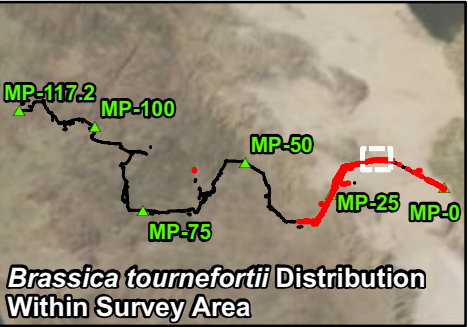 MP-117.2
MP-100
MP-50
MP-25
MP-0
MP-75
Brassica tournefortii Distribution
Within Survey Area